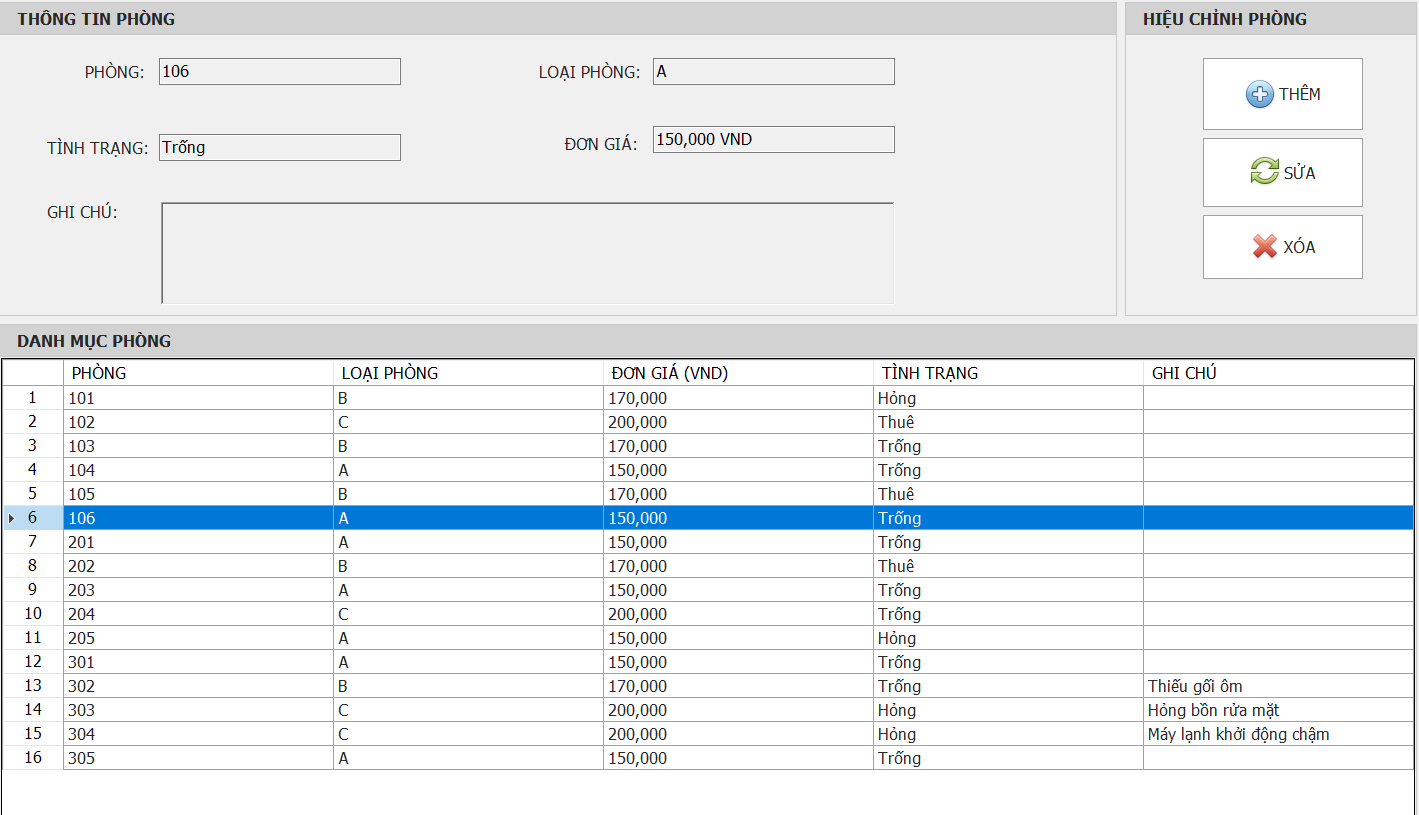 THÔNG TIN PHÒNG
HIỆU CHỈNH PHÒNG
PHÒNG: 106 LOẠI PHÒNG: A
TÌNH TRẠNG: Trống ĐƠN GIÁ: 150,000 VND
GHI CHÚ:
THÊM
SỬA
XÓA
DANH MỤC PHÒNG
PHÒNG LOẠI PHÒNG ĐƠN GIÁ (VND) TÌNH TRẠNG GHI CHÚ
1 101 B 170,000 Hỏng
2 102 C 200,000 Thuê
3 103 B 170,000 Trống
4 104 A 150,000 Trống
5 105 B 170,000 Thuê
6 106 A 150,000 Trống
7 201 A 150,000 Trống
8 202 B 170,000 Thuê
9 203 A 150,000 Trống
10 204 C 200,000 Trống
11 205 A 150,000 Hỏng
12 301 A 150,000 Trống
13 302 B 170,000 Trống Thiếu gối ôm
14 303 C 200,000 Hỏng Hỏng bồn rửa mặt
15 304 C 200,000 Hỏng Máy lạnh khởi động chậm
16 305 A 150,000 Trống